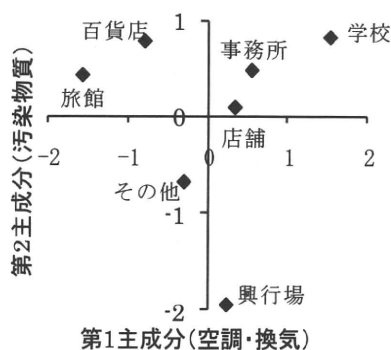 1
百貨店
学校
事務所
旅館
店舗
0
-2
-1
0
1
2
その他
-1
興行場
-2
第2主成分(汚染物質)
第1主成分(空調・換気)